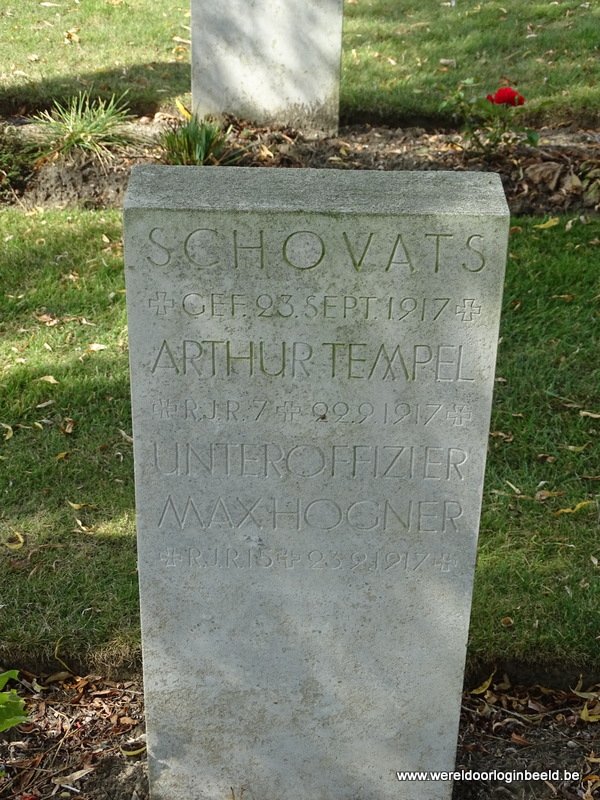 SCHOVATS
✠ GEF. 23. SEPT. 1917 ✠
ARTHUR TEMPEL
✠ R.J.R. 7 ✠ 22.9.1917 ✠
UNTEROFFIZIER
MAX HOGNER
✠ R.J.R.15 ✠ 23.9.1917 ✠
www.wereldoorloginbeeld.be